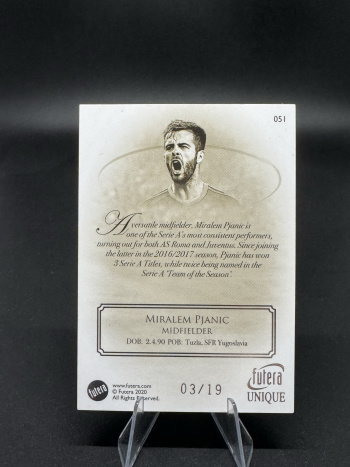 051
A versatile midfielder, Miralem Pjanic is
one of the Serie A's most consistent performers,
turning out for both AS Roma and Juventus. Since joining
the latter in the 2016/2017 season, Pjanic has won
3 Serie A Titles, while twice being named in the
Serie A 'Team of the Season'.
MIRALEM PJANIC
MIDFIELDER
DOB: 2.4.90 POB: Tuzla, SFR Yugoslavia
futera
www.futera.com
© Futera 2020
All Rights Reserved.
03/19
futera
UNIQUE